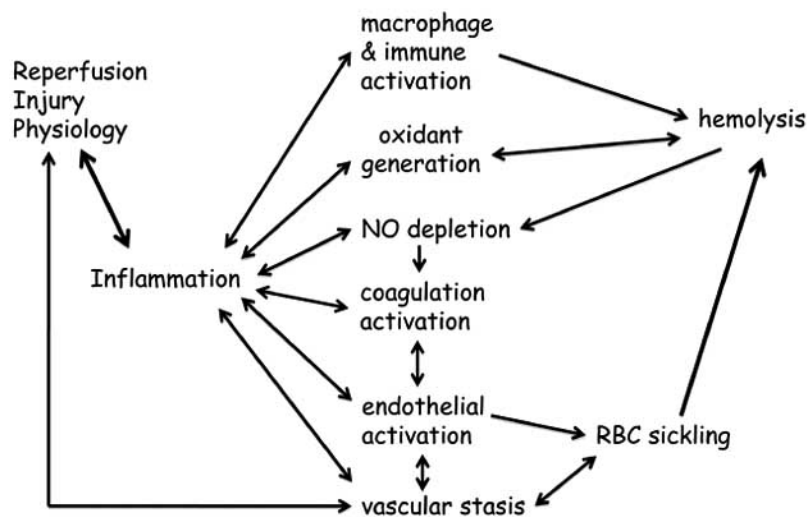 macrophage
& immune
activation
Reperfusion
Injury
Physiology
hemolysis
oxidant
generation
NO depletion
Inflammation
coagulation
activation
endothelial
activation
RBC sickling
vascular stasis